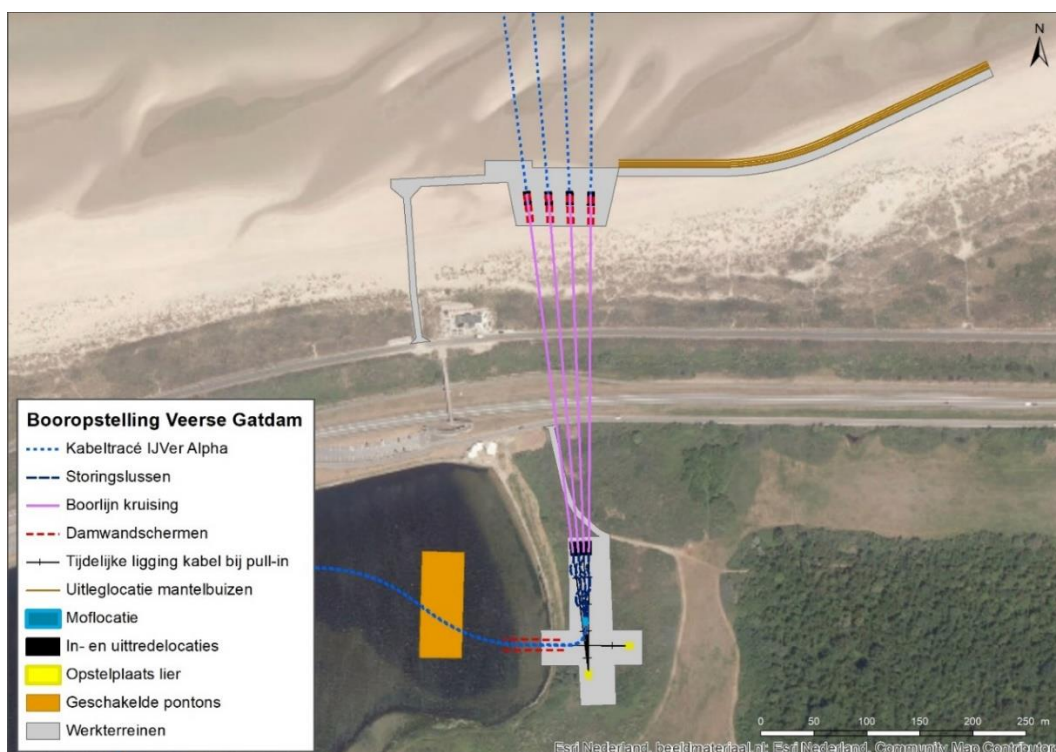 N
Booropstelling Veerse Gatdam
Kabeltracé IJVer Alpha
Storingslussen
Boorlijn kruising
Damwandschermen
Tijdelijke ligging kabel bij pull-in
Uitleglocatie mantelbuizen
Moflocatie
In- en uittredelocaties
Opstelplaats lier
Geschakelde pontons
Werkterreinen
0 50 100 150 200 250 m
Esri Nederland, beeldmateriaal.nl; Esri Nederland, Community Map Contributo